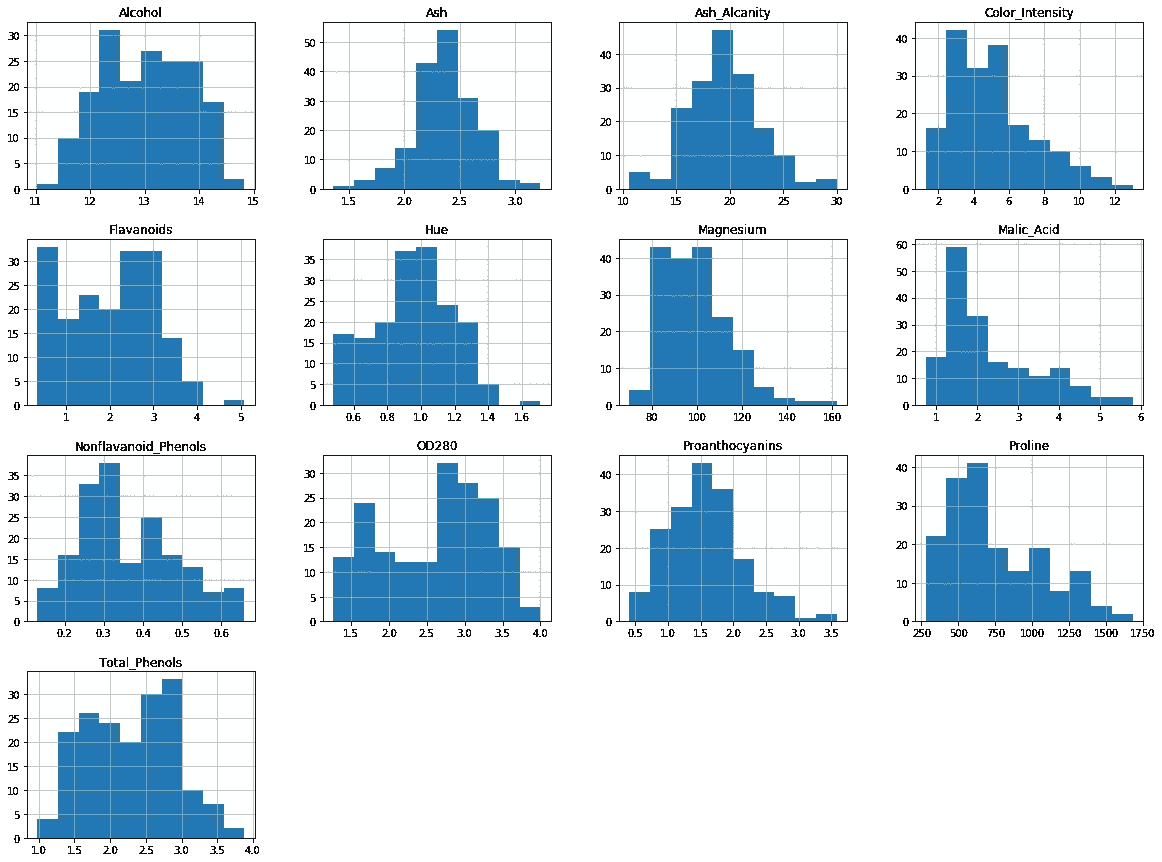 Alcohol Ash Ash_Alcanity Color_Intensity
30 50 40 40
25 40 30 30
20 30 20 20
15 20 10 10
10 10 0 0
5 0
0
11 12 13 14 15 1.5 2.0 2.5 3.0 10 15 20 25 30 2 4 6 8 10 12
Flavanoids Hue Magnesium Malic_Acid
30 35 40 60
25 30 30 50
20 25 20 40
15 20 10 30
10 15 0 20
5 10 10
0 5 0
0
1 2 3 4 5 0.6 0.8 1.0 1.2 1.4 1.6 80 100 120 140 160 1 2 3 4 5 6
Nonflavanoid_Phenols OD280 Proanthocyanins Proline
35 30 40 40
30 25 30 30
25 20 20 20
20 15 10 10
15 10 0 0
10 5
5 0
0
0.2 0.3 0.4 0.5 0.6 1.5 2.0 2.5 3.0 3.5 4.0 0.5 1.0 1.5 2.0 2.5 3.0 3.5 250 500 750 1000 1250 1500 1750
Total_Phenols
30
25
20
15
10
5
0
1.0 1.5 2.0 2.5 3.0 3.5 4.0